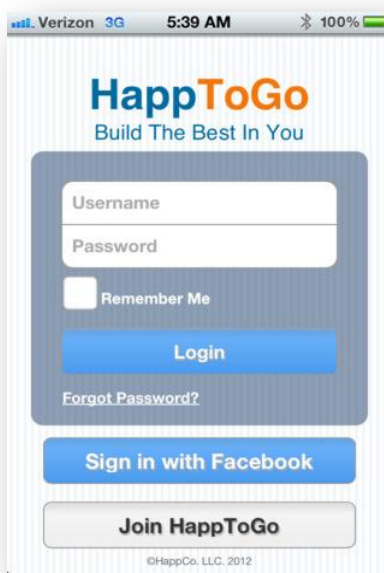 Verizon 3G 5:39 AM 100%
HappToGo
Build The Best In You
Username
Password
Remember Me
Login
Forgot Password?
Sign in with Facebook
Join HappToGo
©HappCo. LLC. 2012